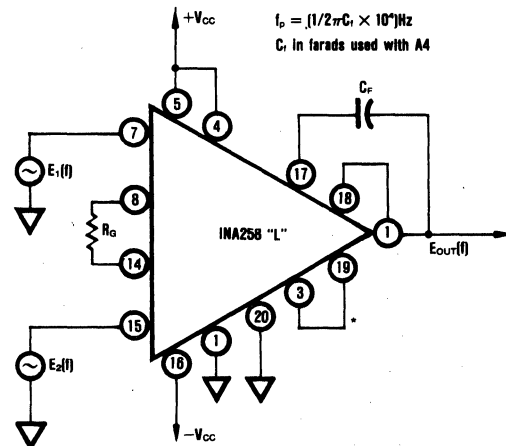 +VCC
fp = (1/2πCf × 10⁴)Hz
Cf in farads used with A4
5
4
CF
7
17
E1(f)
18
8
RG
INA258 "L"
1
EOUT(f)
14
19
3
*
15
20
E2(f)
1
16
−VCC